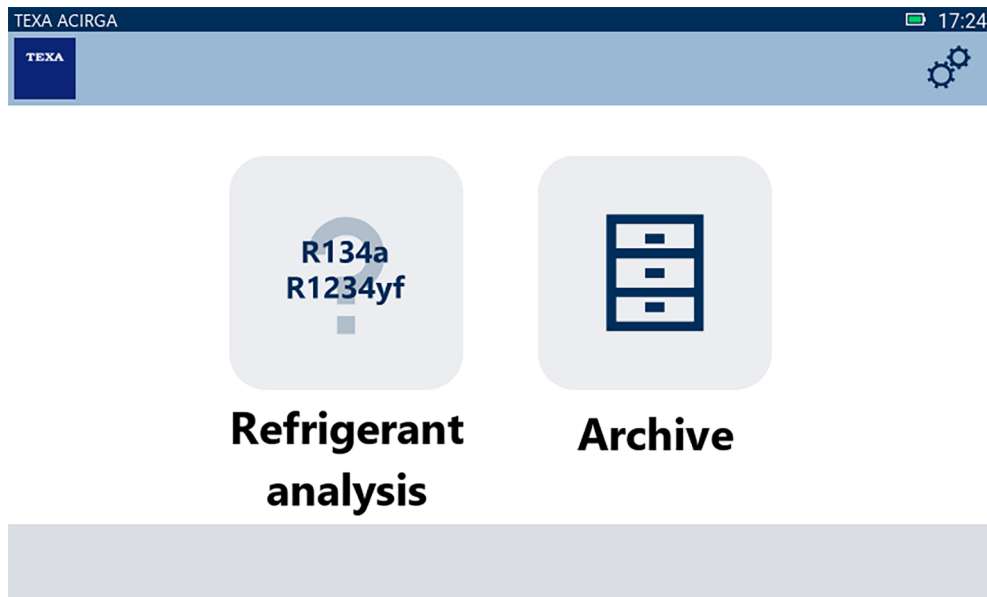 TEXA ACIRGA
17:24
TEXA
R134a
R1234yf
Refrigerant
analysis
Archive